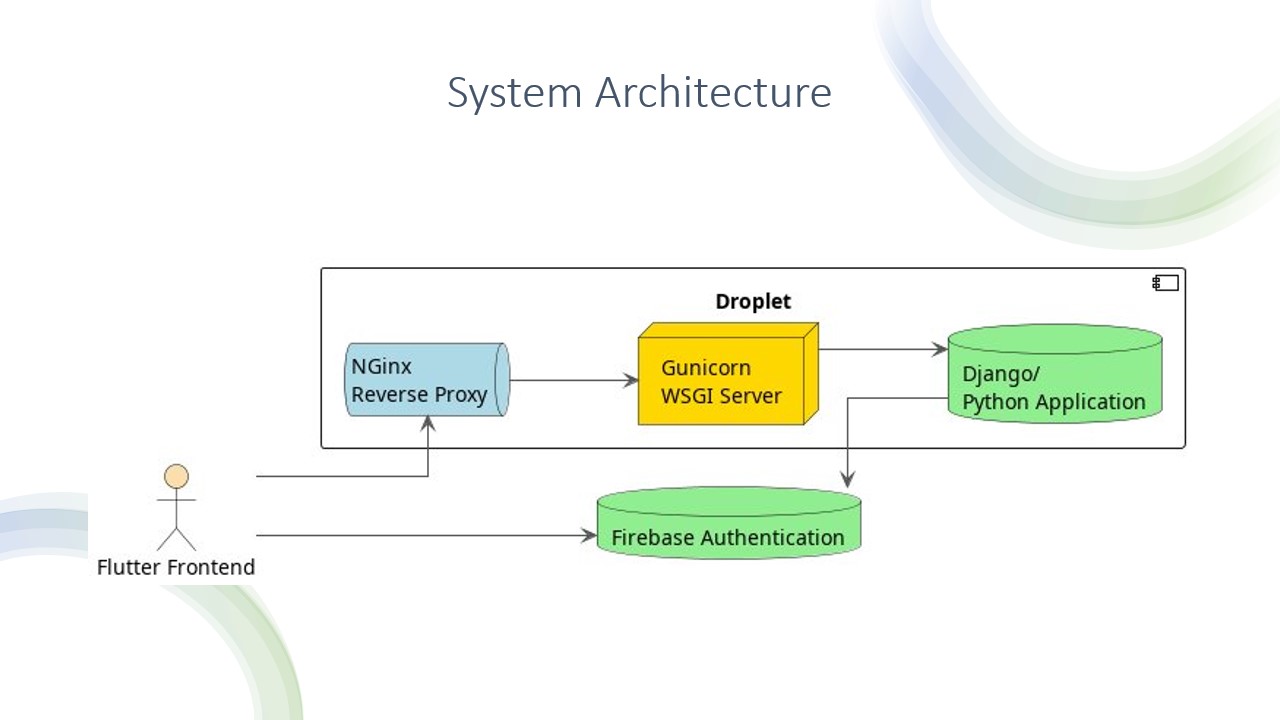 System Architecture
Droplet
NGinx
Reverse Proxy
Gunicorn
WSGI Server
Django/
Python Application
Firebase Authentication
Flutter Frontend